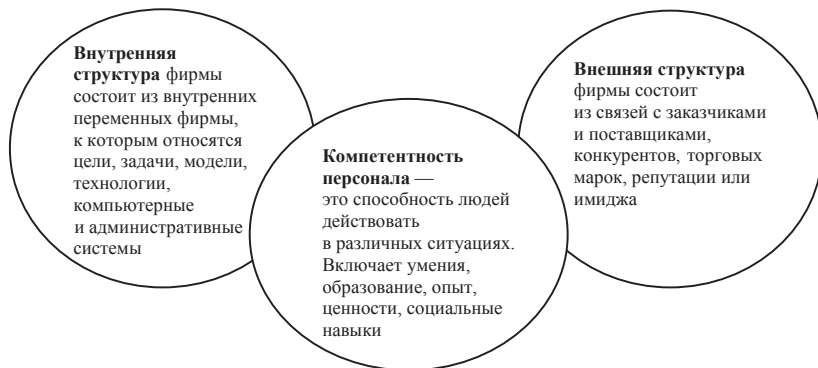 Внутренняя
структура фирмы
состоит из внутренних
переменных фирмы,
к которым относятся
цели, задачи, модели,
технологии,
компьютерные
и административные
системы
Компетентность
персонала —
это способность людей
действовать
в различных ситуациях.
Включает умения,
образование, опыт,
ценности, социальные
навыки
Внешняя структура
фирмы состоит
из связей с заказчиками
и поставщиками,
конкурентов, торговых
марок, репутации или
имиджа